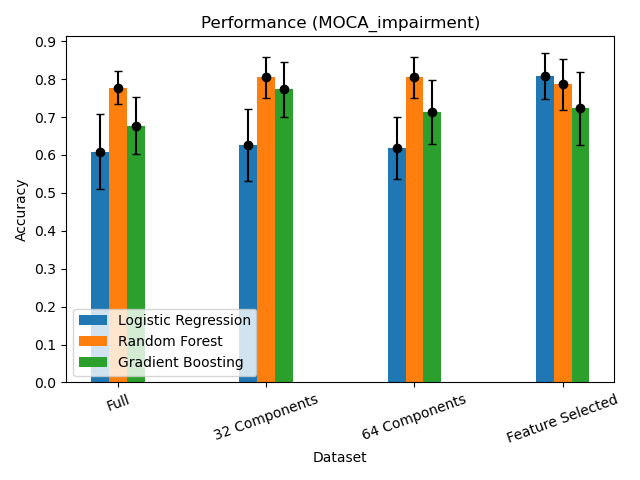 Performance (MOCA_impairment)
Accuracy
0.9
0.8
0.7
0.6
0.5
0.4
0.3
0.2
0.1
0.0
Logistic Regression
Random Forest
Gradient Boosting
Full
32 Components
64 Components
Feature Selected
Dataset